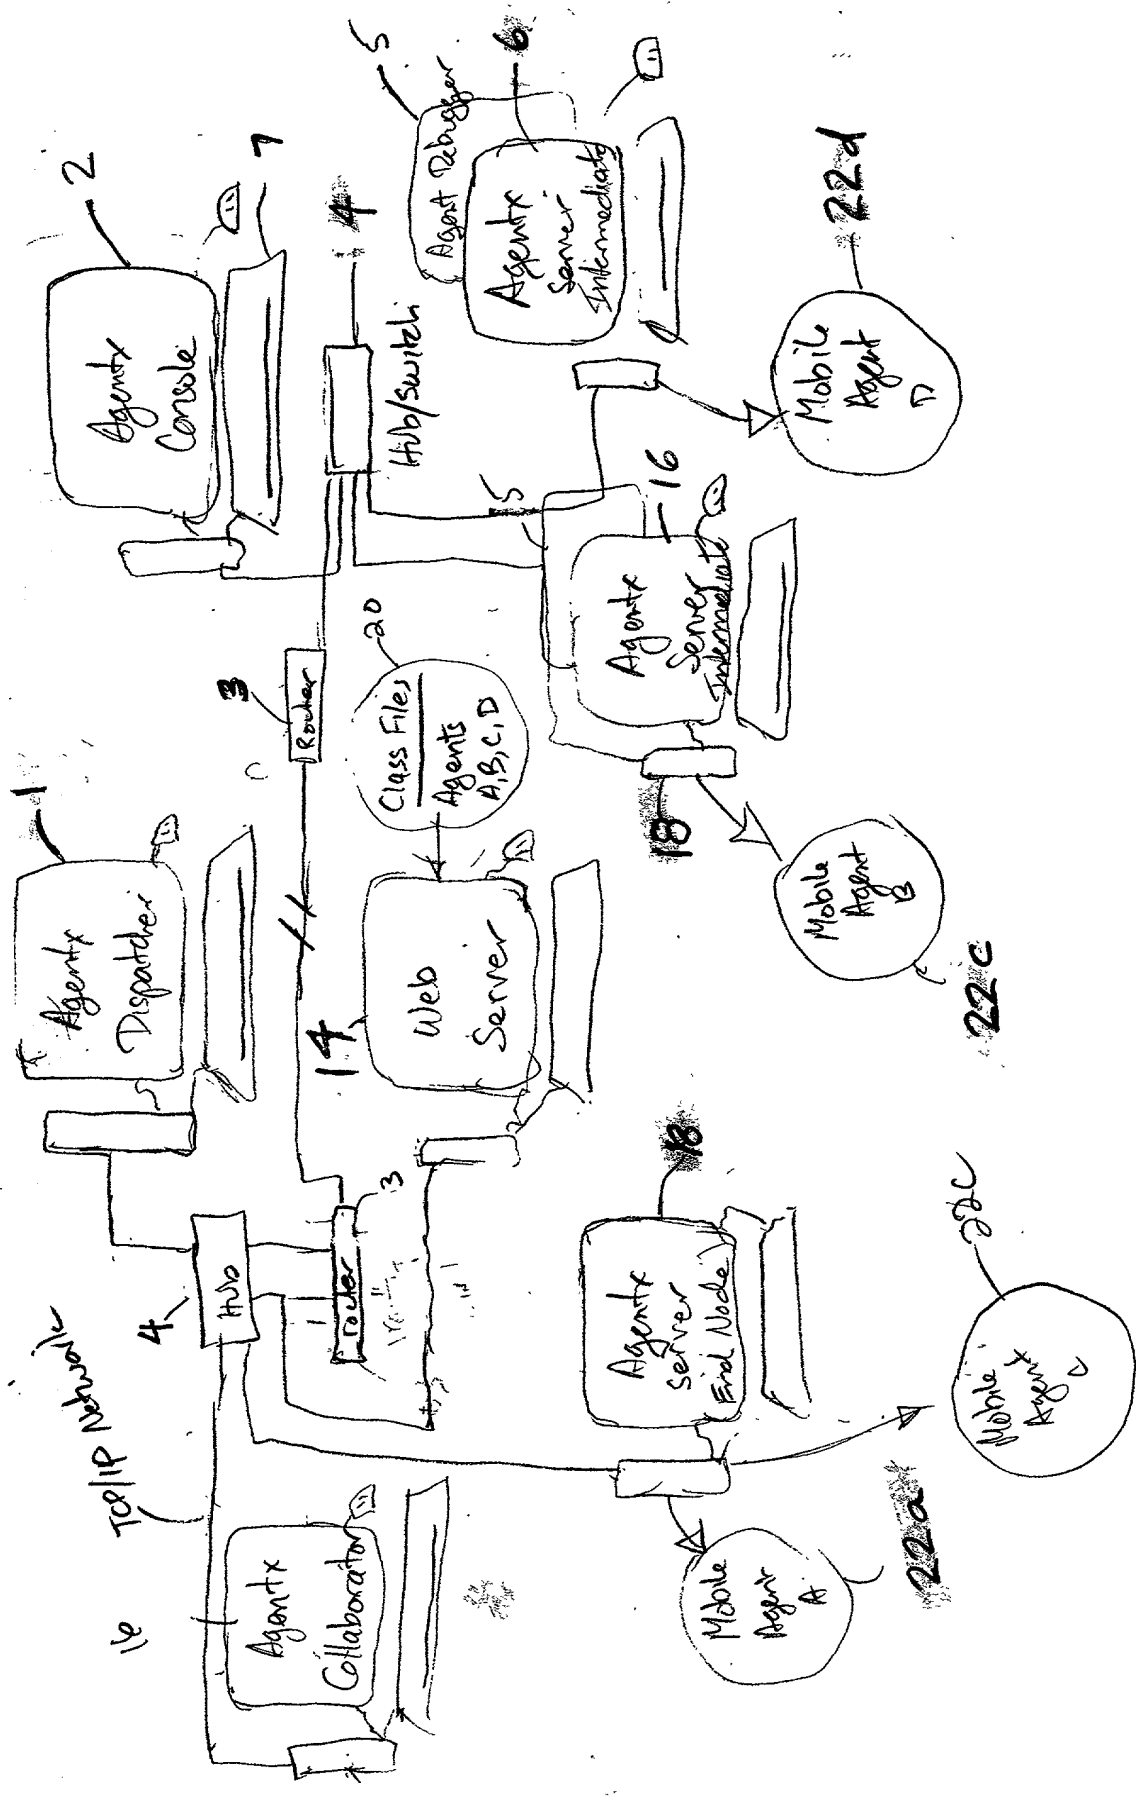 TCP/IP Network
16
Agentx
Collaborator
4
Hub
router
3
1
Agentx
Dispatcher
14
Web
Server
3
Router
20
Class Files
Agents
A,B,C,D
2
Agentx
Console
7
4
Hub/Switch
5
Agent Debugger
6
Agentx
Server
Intermediate
5
16
Agentx
Server
Intermediate
18
Mobile
Agent
B
22c
Mobile
Agent
D
22d
18
Agentx
Server
(End Node)
Mobile
Agent
A
22a
Mobile
Agent
C
22C